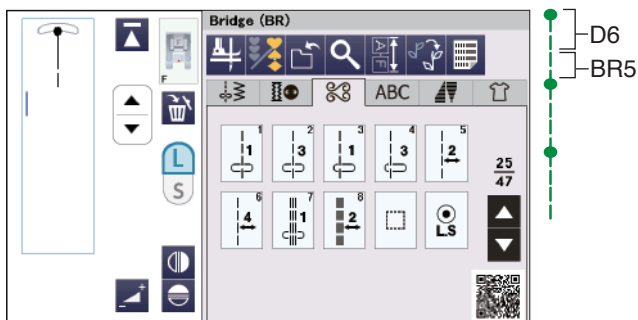 Bridge (BR)
A–F
F
ABC
L
S
1 1
2 3
3 1
4 3
5 2
6 4
7 1
8 2
L.S
25
47
D6
BR5